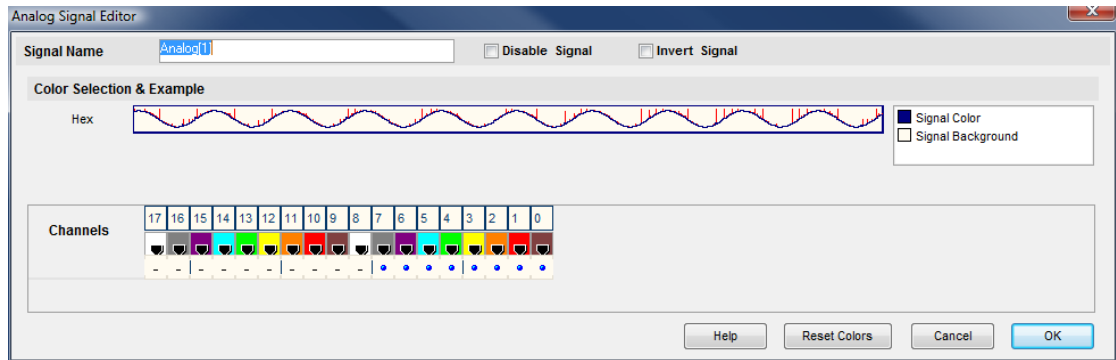 Analog Signal Editor
Signal Name Analog[1] Disable Signal Invert Signal
Color Selection & Example
Hex
Signal Color
Signal Background
17 16 15 14 13 12 11 10 9 8 7 6 5 4 3 2 1 0
Channels
Help Reset Colors Cancel OK